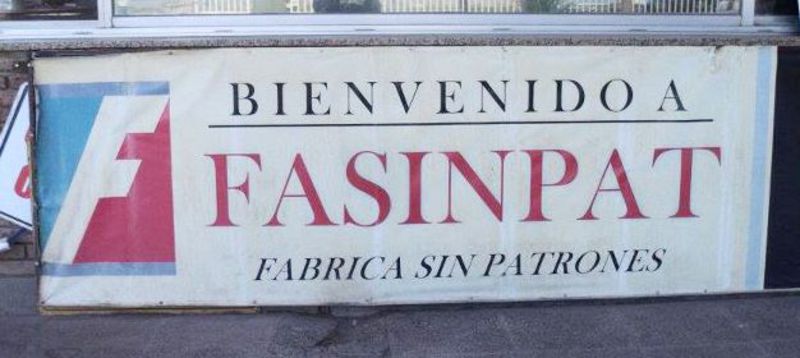 F
BIENVENIDO A
FASINPAT
FABRICA SIN PATRONES